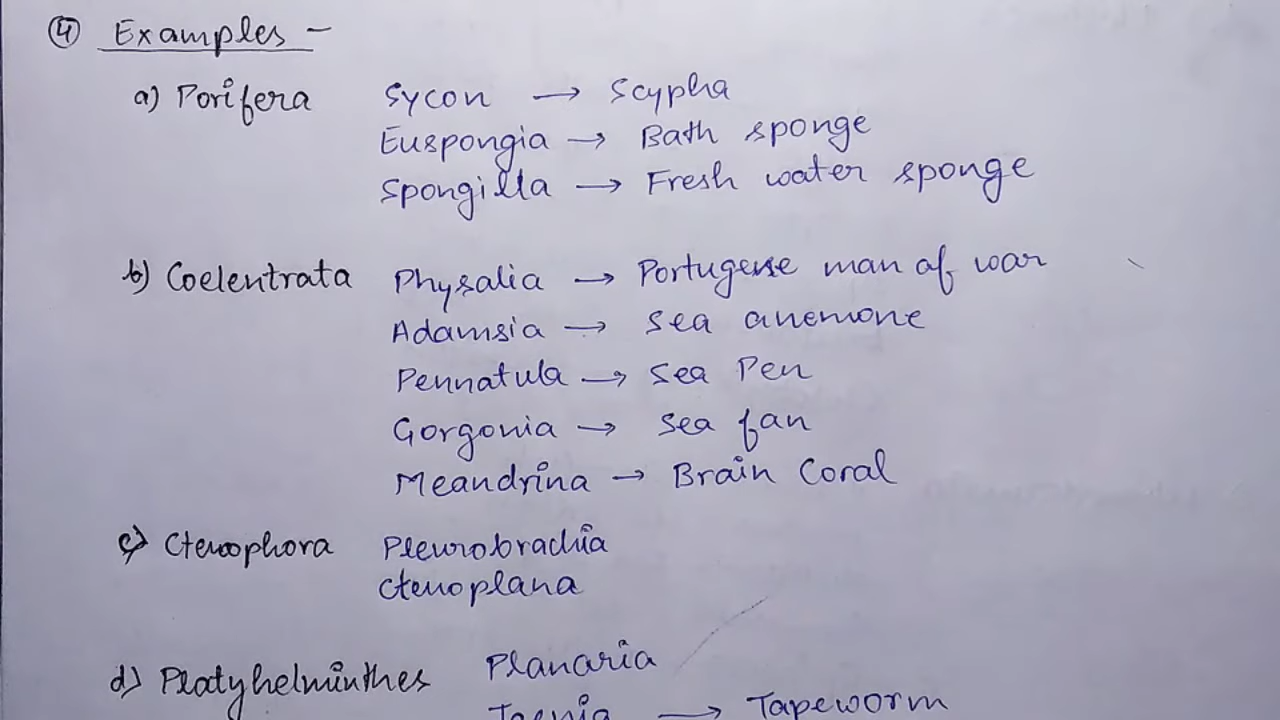 ④ Examples -
a) Porifera Sycon → Scypha
Euspongia → Bath sponge
Spongilla → Fresh water sponge
b) Coelentrata Physalia → Portugese man of war
Adamsia → sea anemone
Pennatula → sea Pen
Gorgonia → sea fan
Meandrina → Brain Coral
c) Ctenophora Pleurobrachia
Ctenoplana
d) Platyhelminthes Planaria
Taenia → Tapeworm